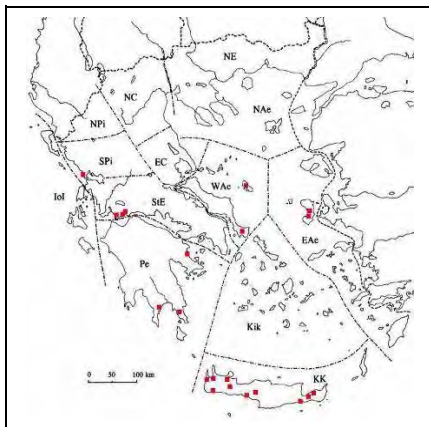 NE
NC
NAe
NPi
SPi
EC
WAe
IoI
StE
EAe
Pe
Kik
KK
0 50 100 km